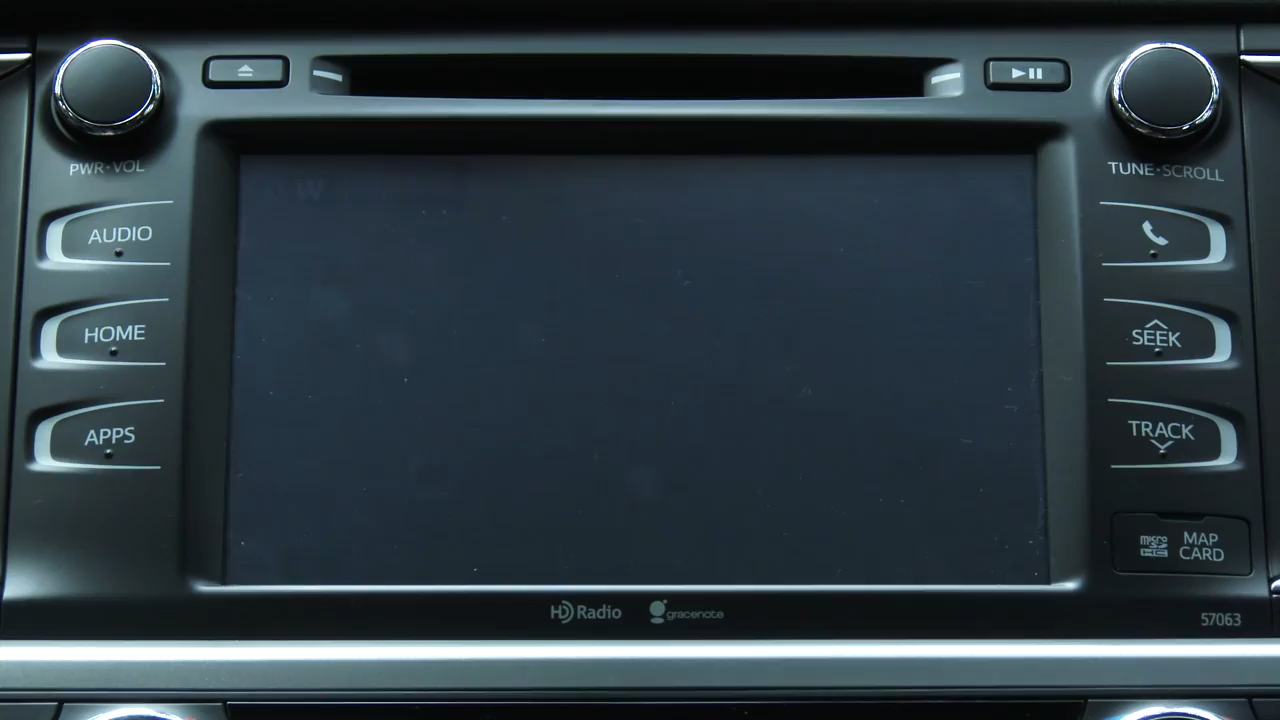 PWR·VOL
TUNE·SCROLL
AUDIO
HOME
SEEK
APPS
TRACK
micro
SD
HC
MAP
CARD
HD Radio
gracenote
57063